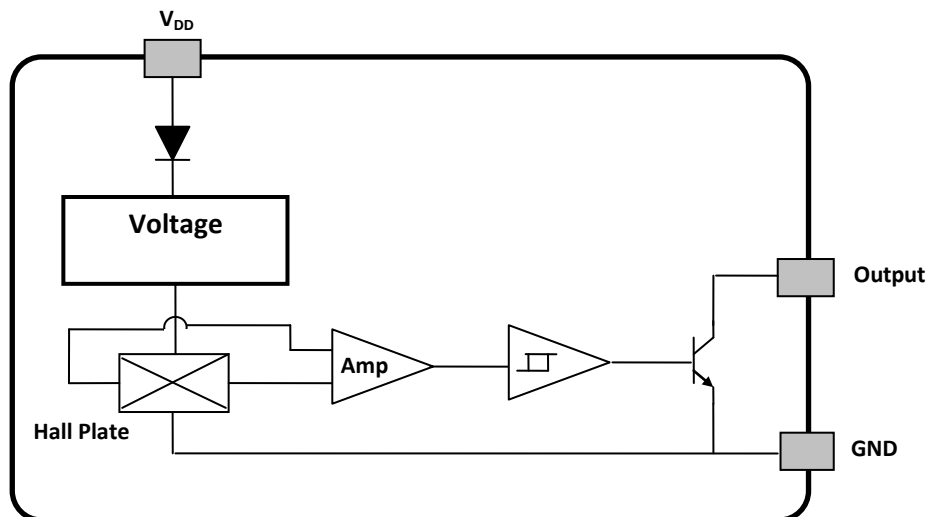 VDD
Voltage
Output
Amp
Hall Plate
GND